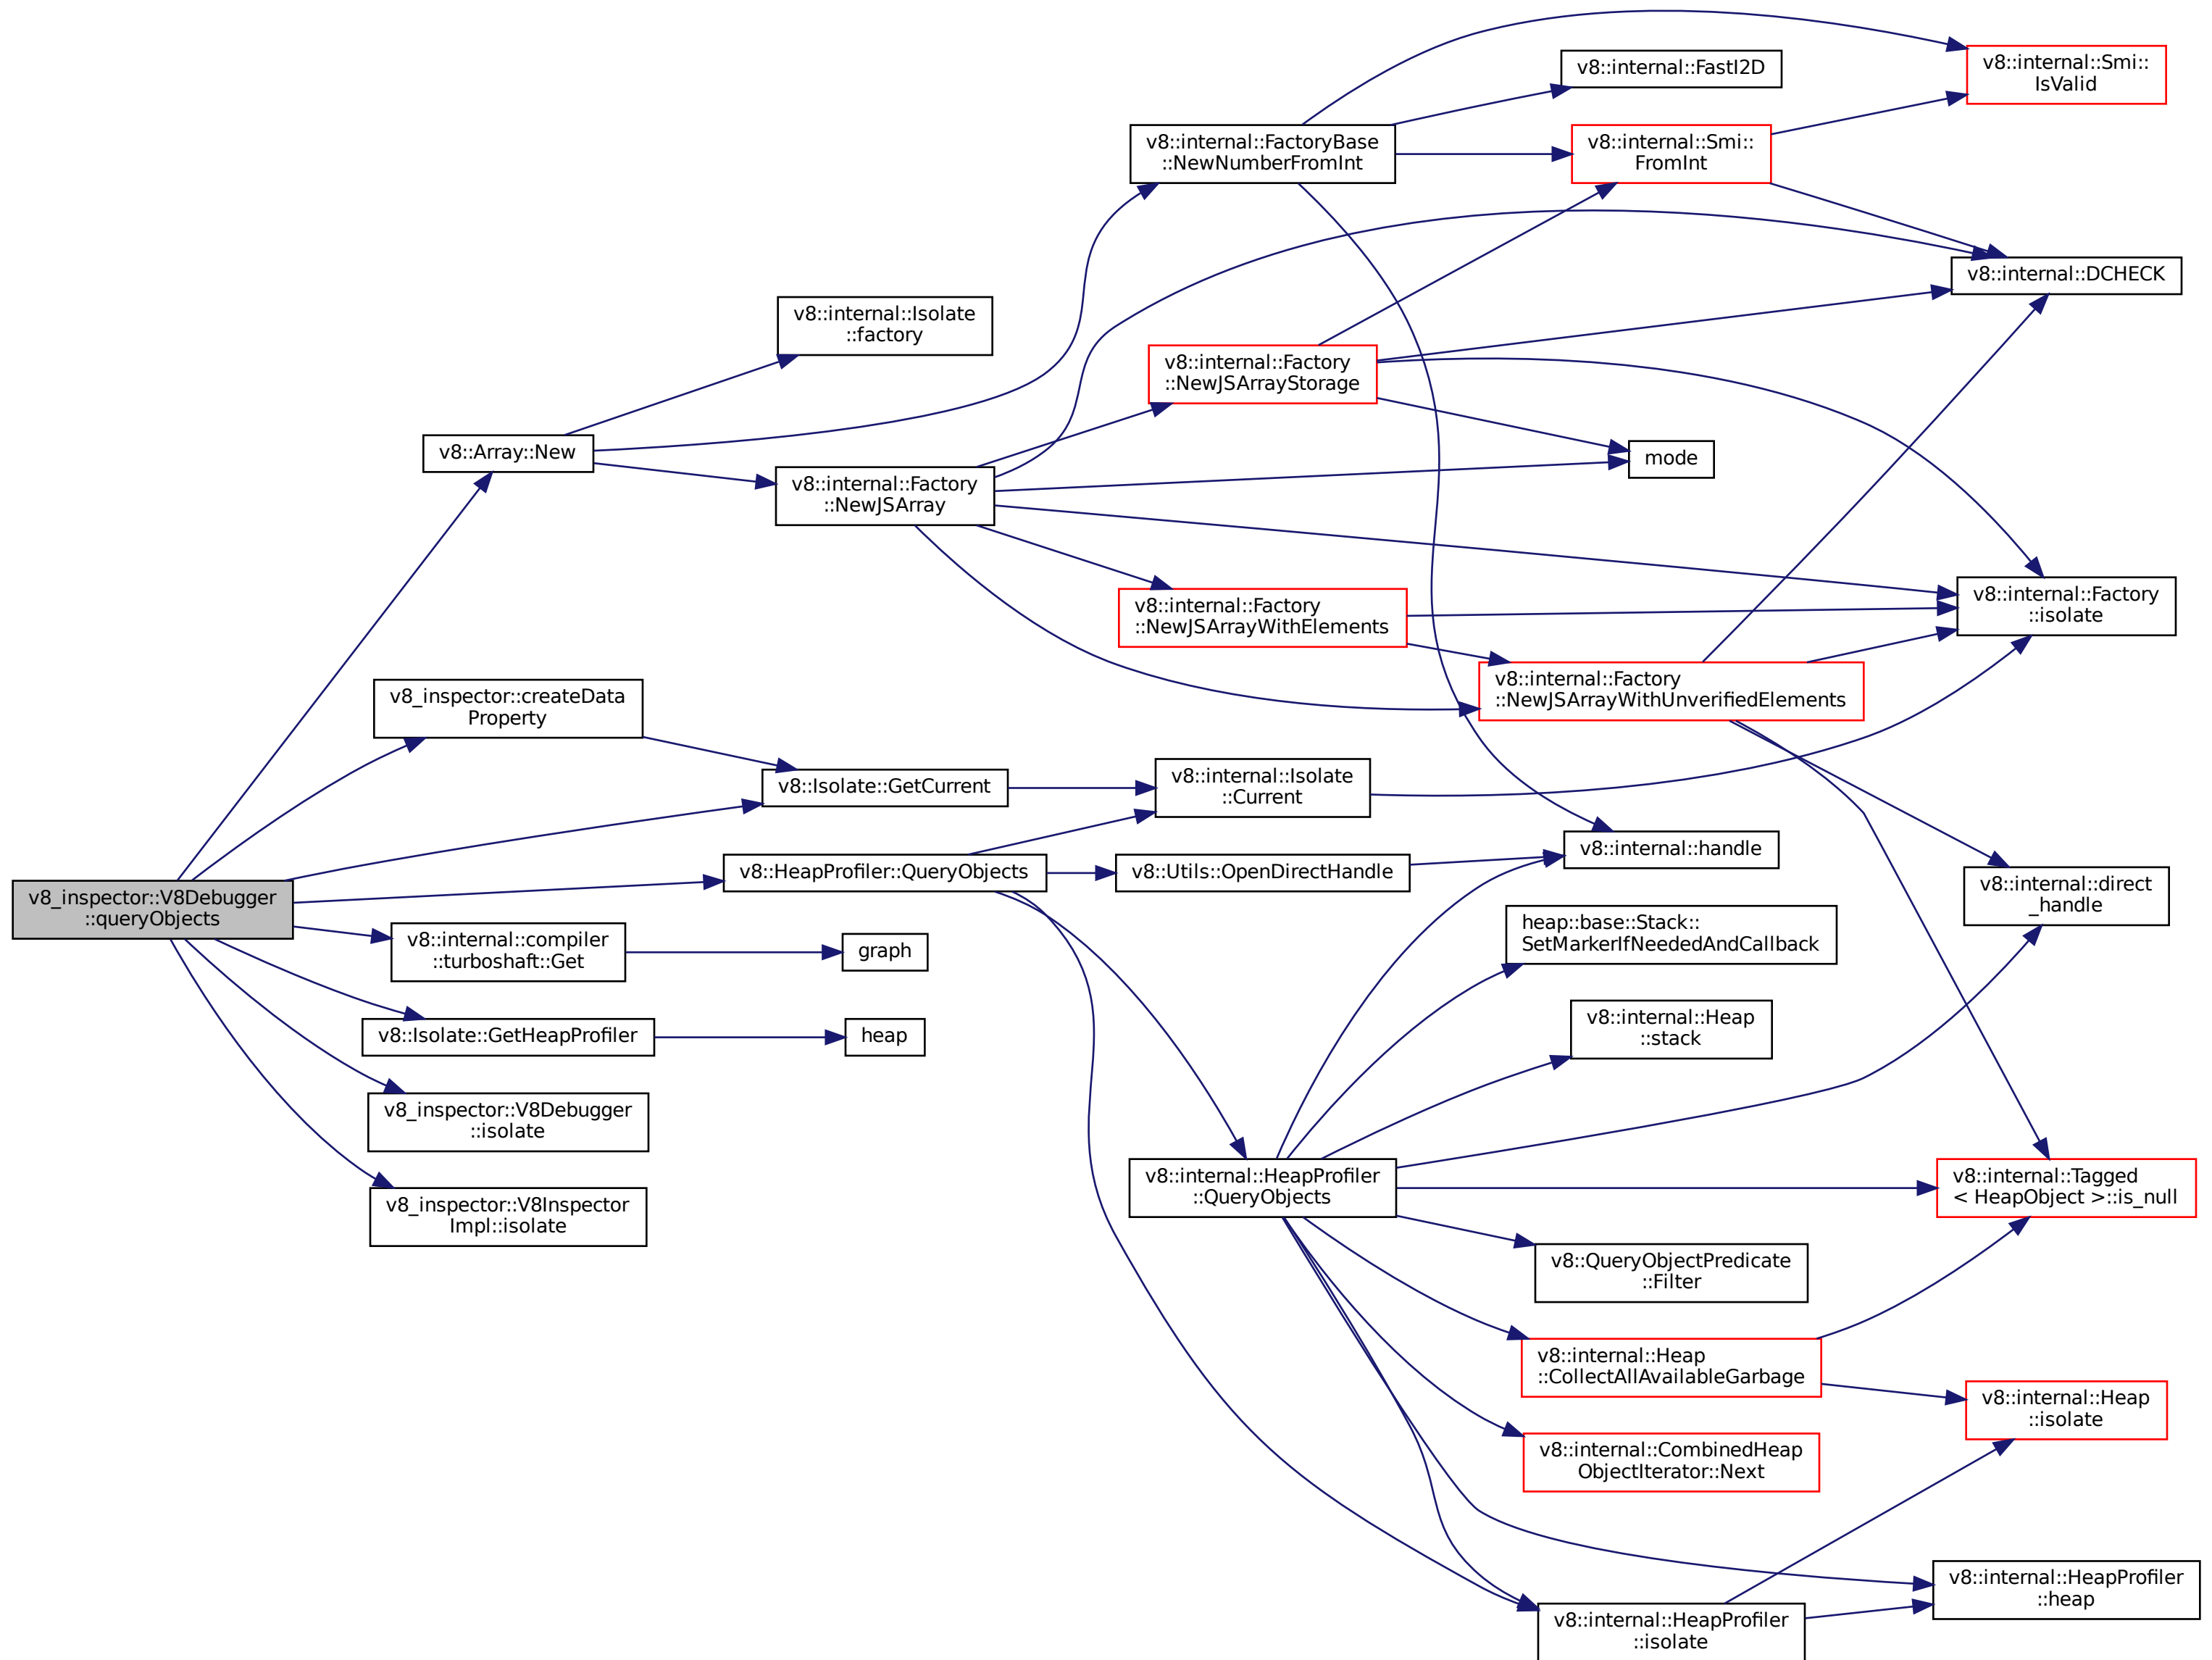 v8_inspector::V8Debugger
::queryObjects
v8::Array::New
v8::internal::Isolate
::factory
v8::internal::FactoryBase
::NewNumberFromInt
v8::internal::FastI2D
v8::internal::Smi::
IsValid
v8::internal::Smi::
FromInt
v8::internal::DCHECK
v8::internal::Factory
::NewJSArray
v8::internal::Factory
::NewJSArrayStorage
mode
v8::internal::Factory
::isolate
v8::internal::Factory
::NewJSArrayWithElements
v8::internal::Factory
::NewJSArrayWithUnverifiedElements
v8_inspector::createData
Property
v8::Isolate::GetCurrent
v8::internal::Isolate
::Current
v8::internal::handle
v8::HeapProfiler::QueryObjects
v8::Utils::OpenDirectHandle
v8::internal::direct
_handle
v8::internal::compiler
::turboshaft::Get
graph
heap::base::Stack::
SetMarkerIfNeededAndCallback
v8::Isolate::GetHeapProfiler
heap
v8::internal::Heap
::stack
v8_inspector::V8Debugger
::isolate
v8_inspector::V8Inspector
Impl::isolate
v8::internal::HeapProfiler
::QueryObjects
v8::internal::Tagged
< HeapObject >::is_null
v8::QueryObjectPredicate
::Filter
v8::internal::Heap
::CollectAllAvailableGarbage
v8::internal::Heap
::isolate
v8::internal::CombinedHeap
ObjectIterator::Next
v8::internal::HeapProfiler
::heap
v8::internal::HeapProfiler
::isolate